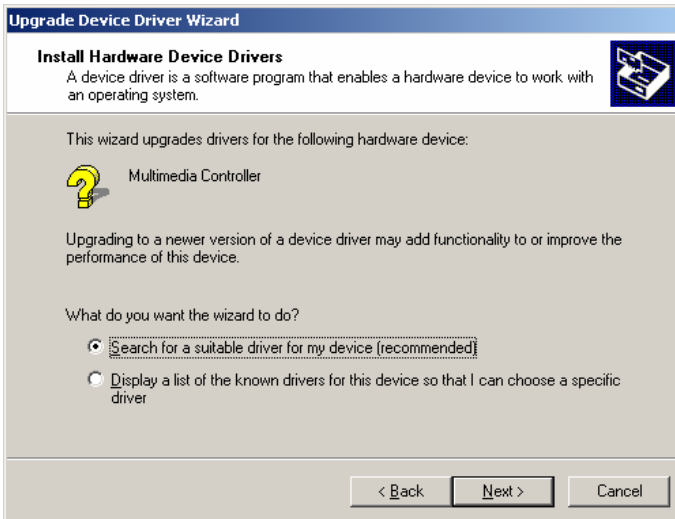 Upgrade Device Driver Wizard
Install Hardware Device Drivers
A device driver is a software program that enables a hardware device to work with
an operating system.
This wizard upgrades drivers for the following hardware device:
Multimedia Controller
Upgrading to a newer version of a device driver may add functionality to or improve the
performance of this device.
What do you want the wizard to do?
Search for a suitable driver for my device (recommended)
Display a list of the known drivers for this device so that I can choose a specific
driver
< Back Next > Cancel